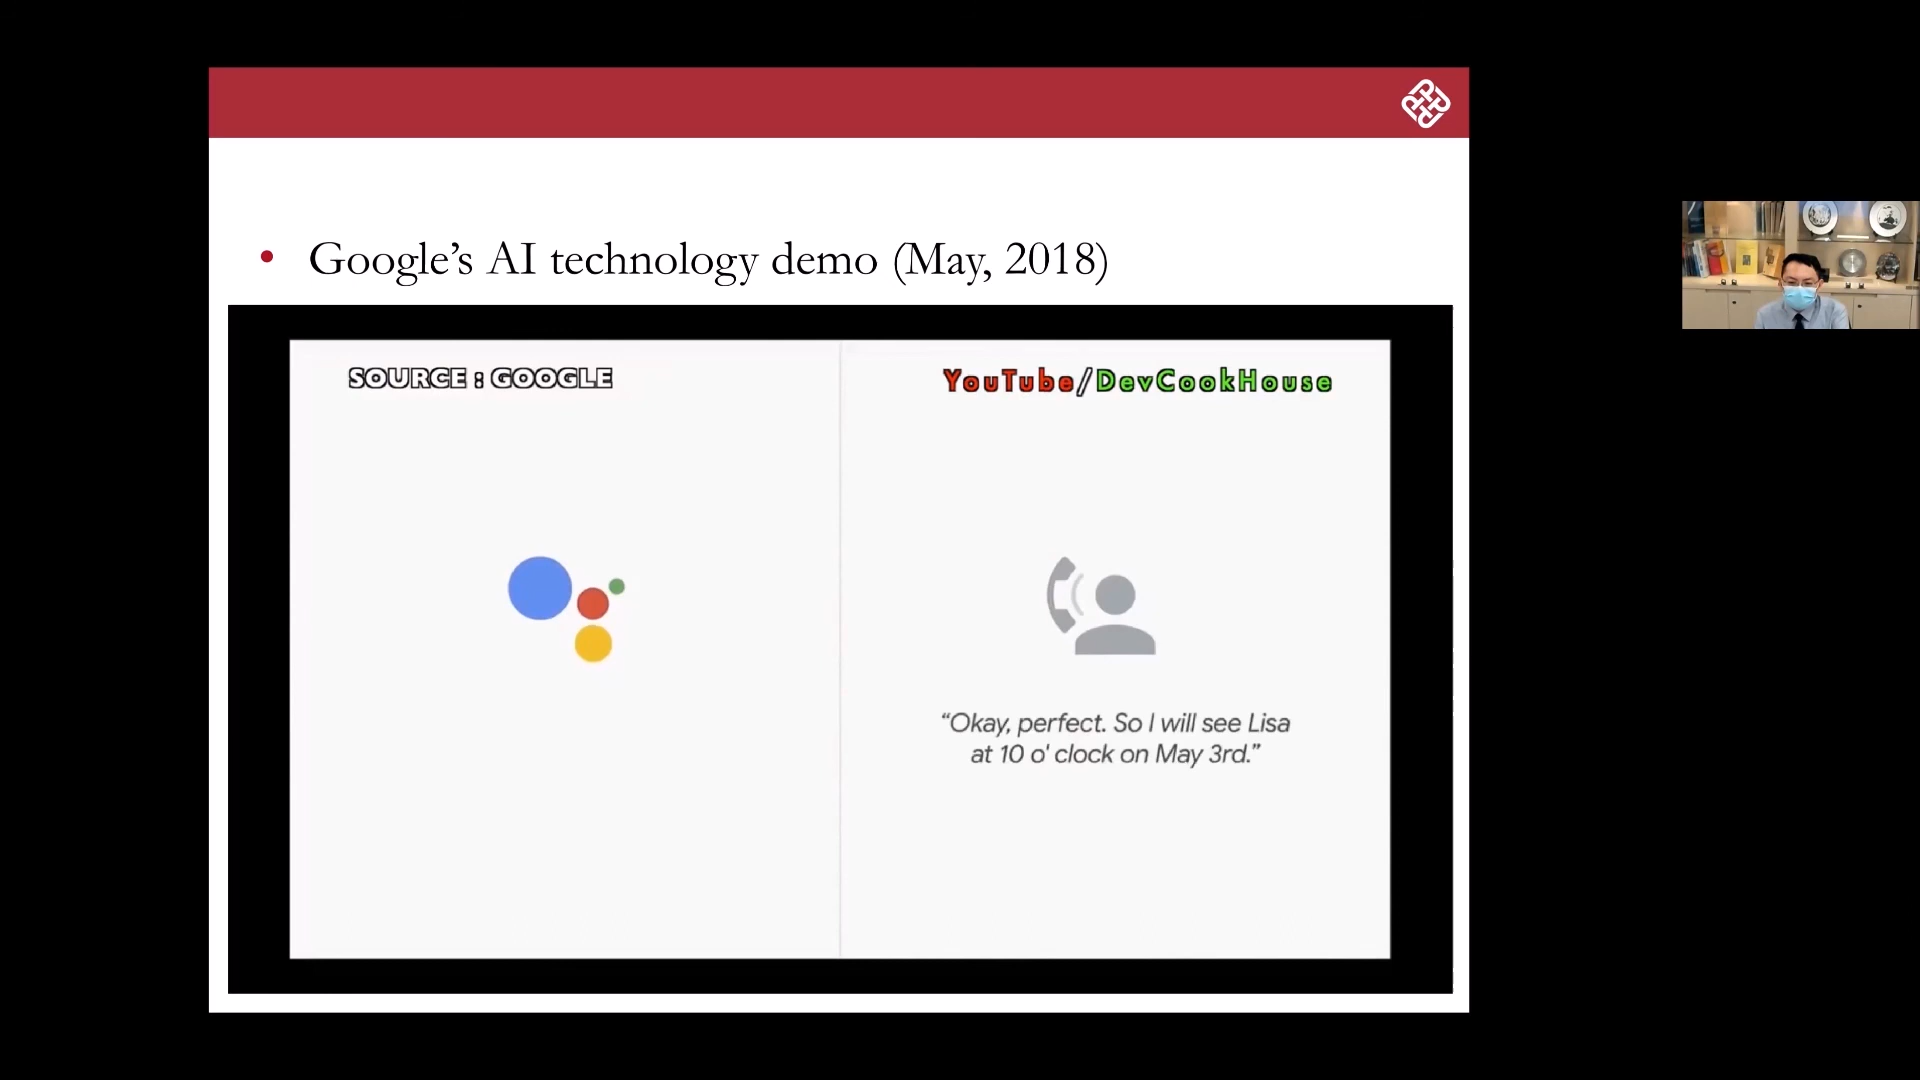 • Google’s AI technology demo (May, 2018)
SOURCE : GOOGLE
YouTube/DevCookHouse
“Okay, perfect. So I will see Lisa
at 10 o' clock on May 3rd.”